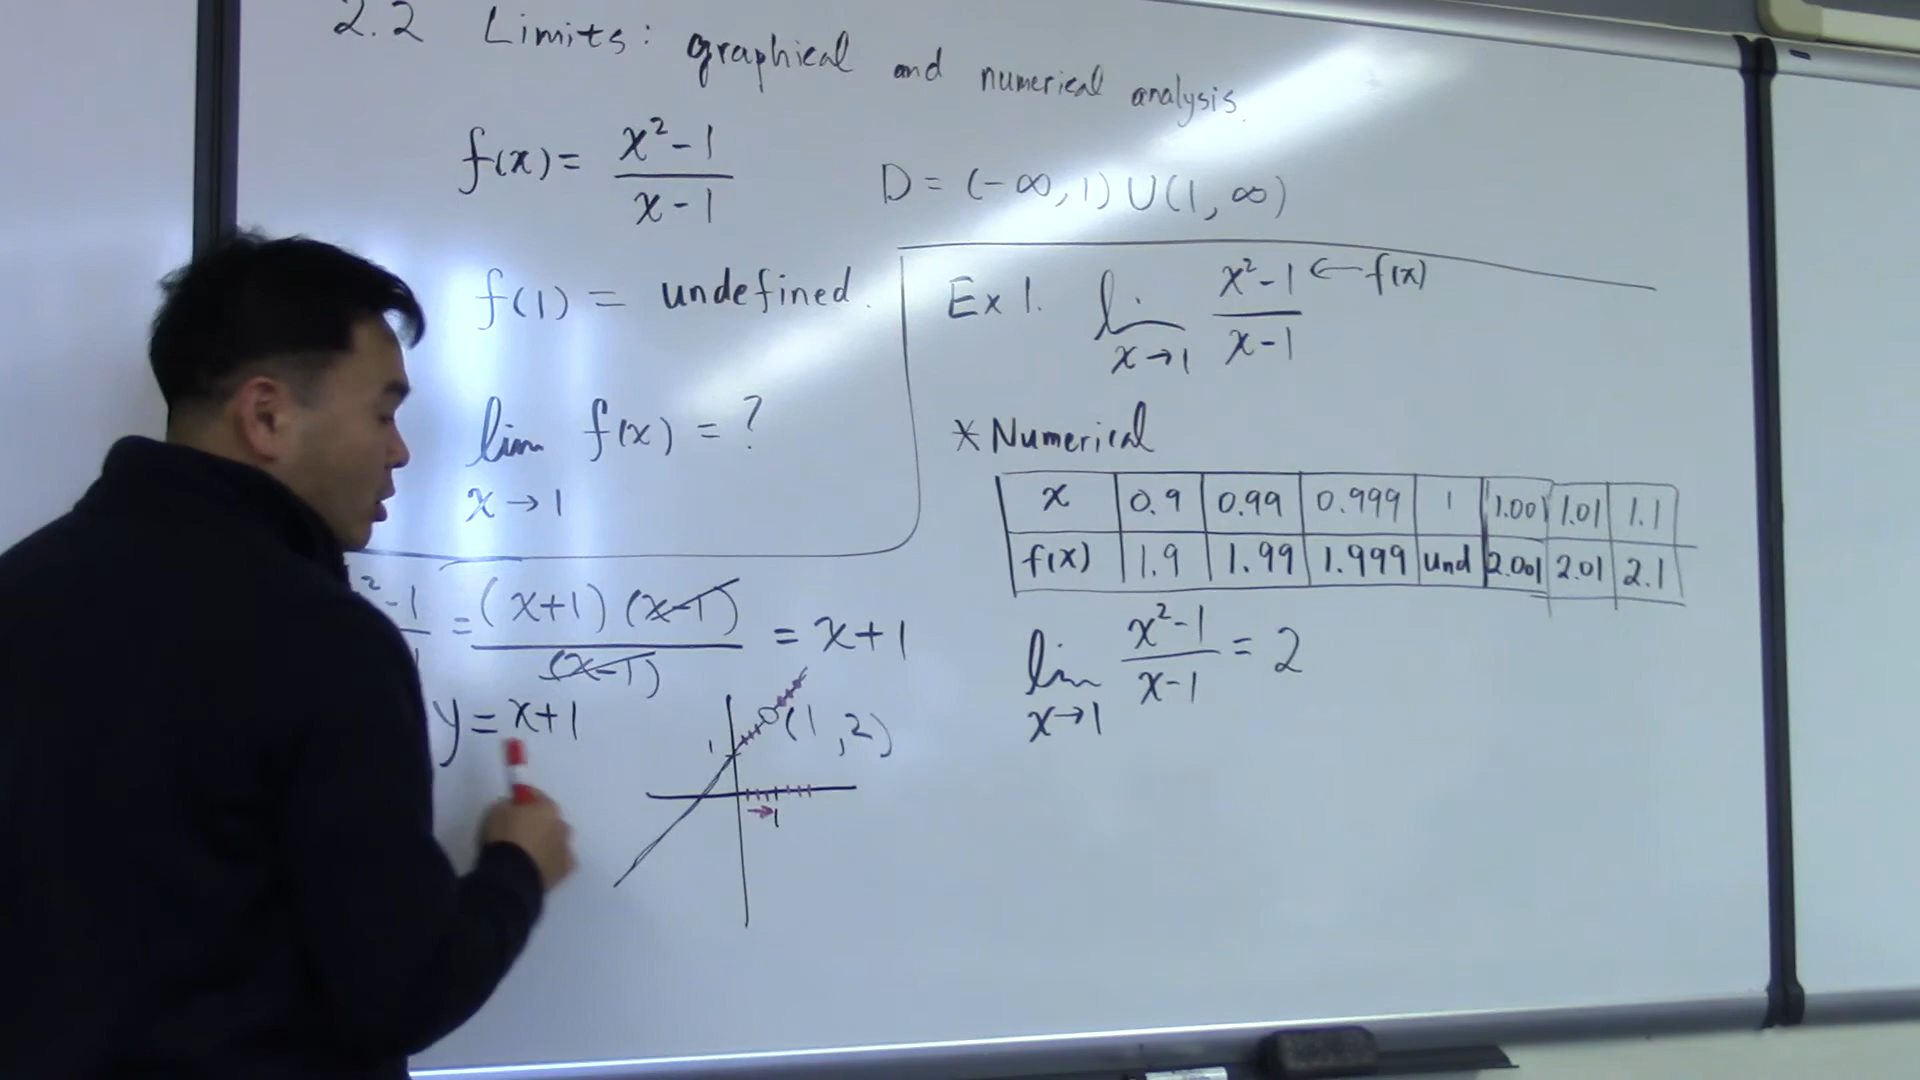 2.2 Limits: graphical and numerical analysis.
f(x) = x²-1 / x-1
D = (-∞, 1) U (1, ∞)
f(1) = undefined.
lim f(x) = ?
x → 1
²-1 / 1 = (x+1)(x-1) / (x-1) = x+1
y = x+1
1
(1, 2)
1
Ex 1. lim x→1 x²-1 / x-1 ← f(x)
* Numerical
x 0.9 0.99 0.999 1 1.001 1.01 1.1
f(x) 1.9 1.99 1.999 und 2.001 2.01 2.1
lim x→1 x²-1 / x-1 = 2